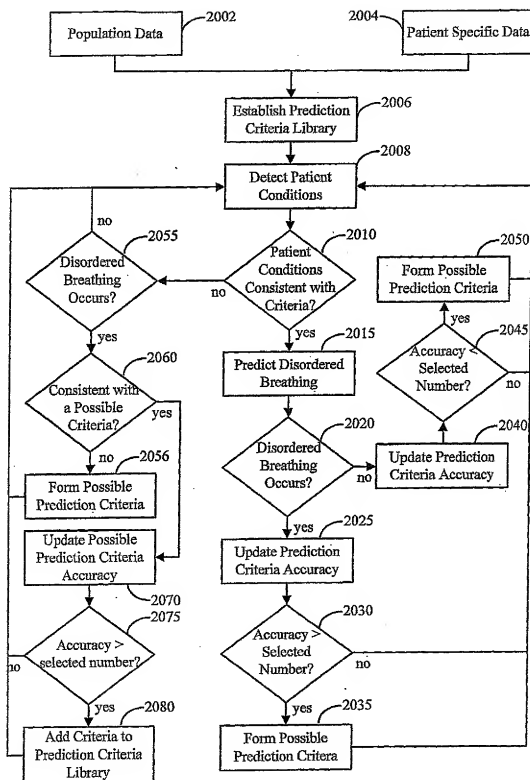 2002
Population Data
2004
Patient Specific Data
2006
Establish Prediction
Criteria Library
2008
Detect Patient
Conditions
no
2055
Disordered
Breathing
Occurs?
2010
Patient
Conditions
Consistent with
Criteria?
no
yes
2050
Form Possible
Prediction Criteria
yes
2015
Predict Disordered
Breathing
yes
2045
Accuracy <
Selected
Number?
no
2060
Consistent with
a Possible
Criteria?
yes
no
2020
Disordered
Breathing
Occurs?
no
2040
Update Prediction
Criteria Accuracy
2056
Form Possible
Prediction Criteria
yes
2025
Update Prediction
Criteria Accuracy
Update Possible
Prediction Criteria
Accuracy
2070
2075
Accuracy >
selected number?
no
2030
Accuracy >
Selected
Number?
no
yes
2080
Add Criteria to
Prediction Criteria
Library
yes
2035
Form Possible
Prediction Critera